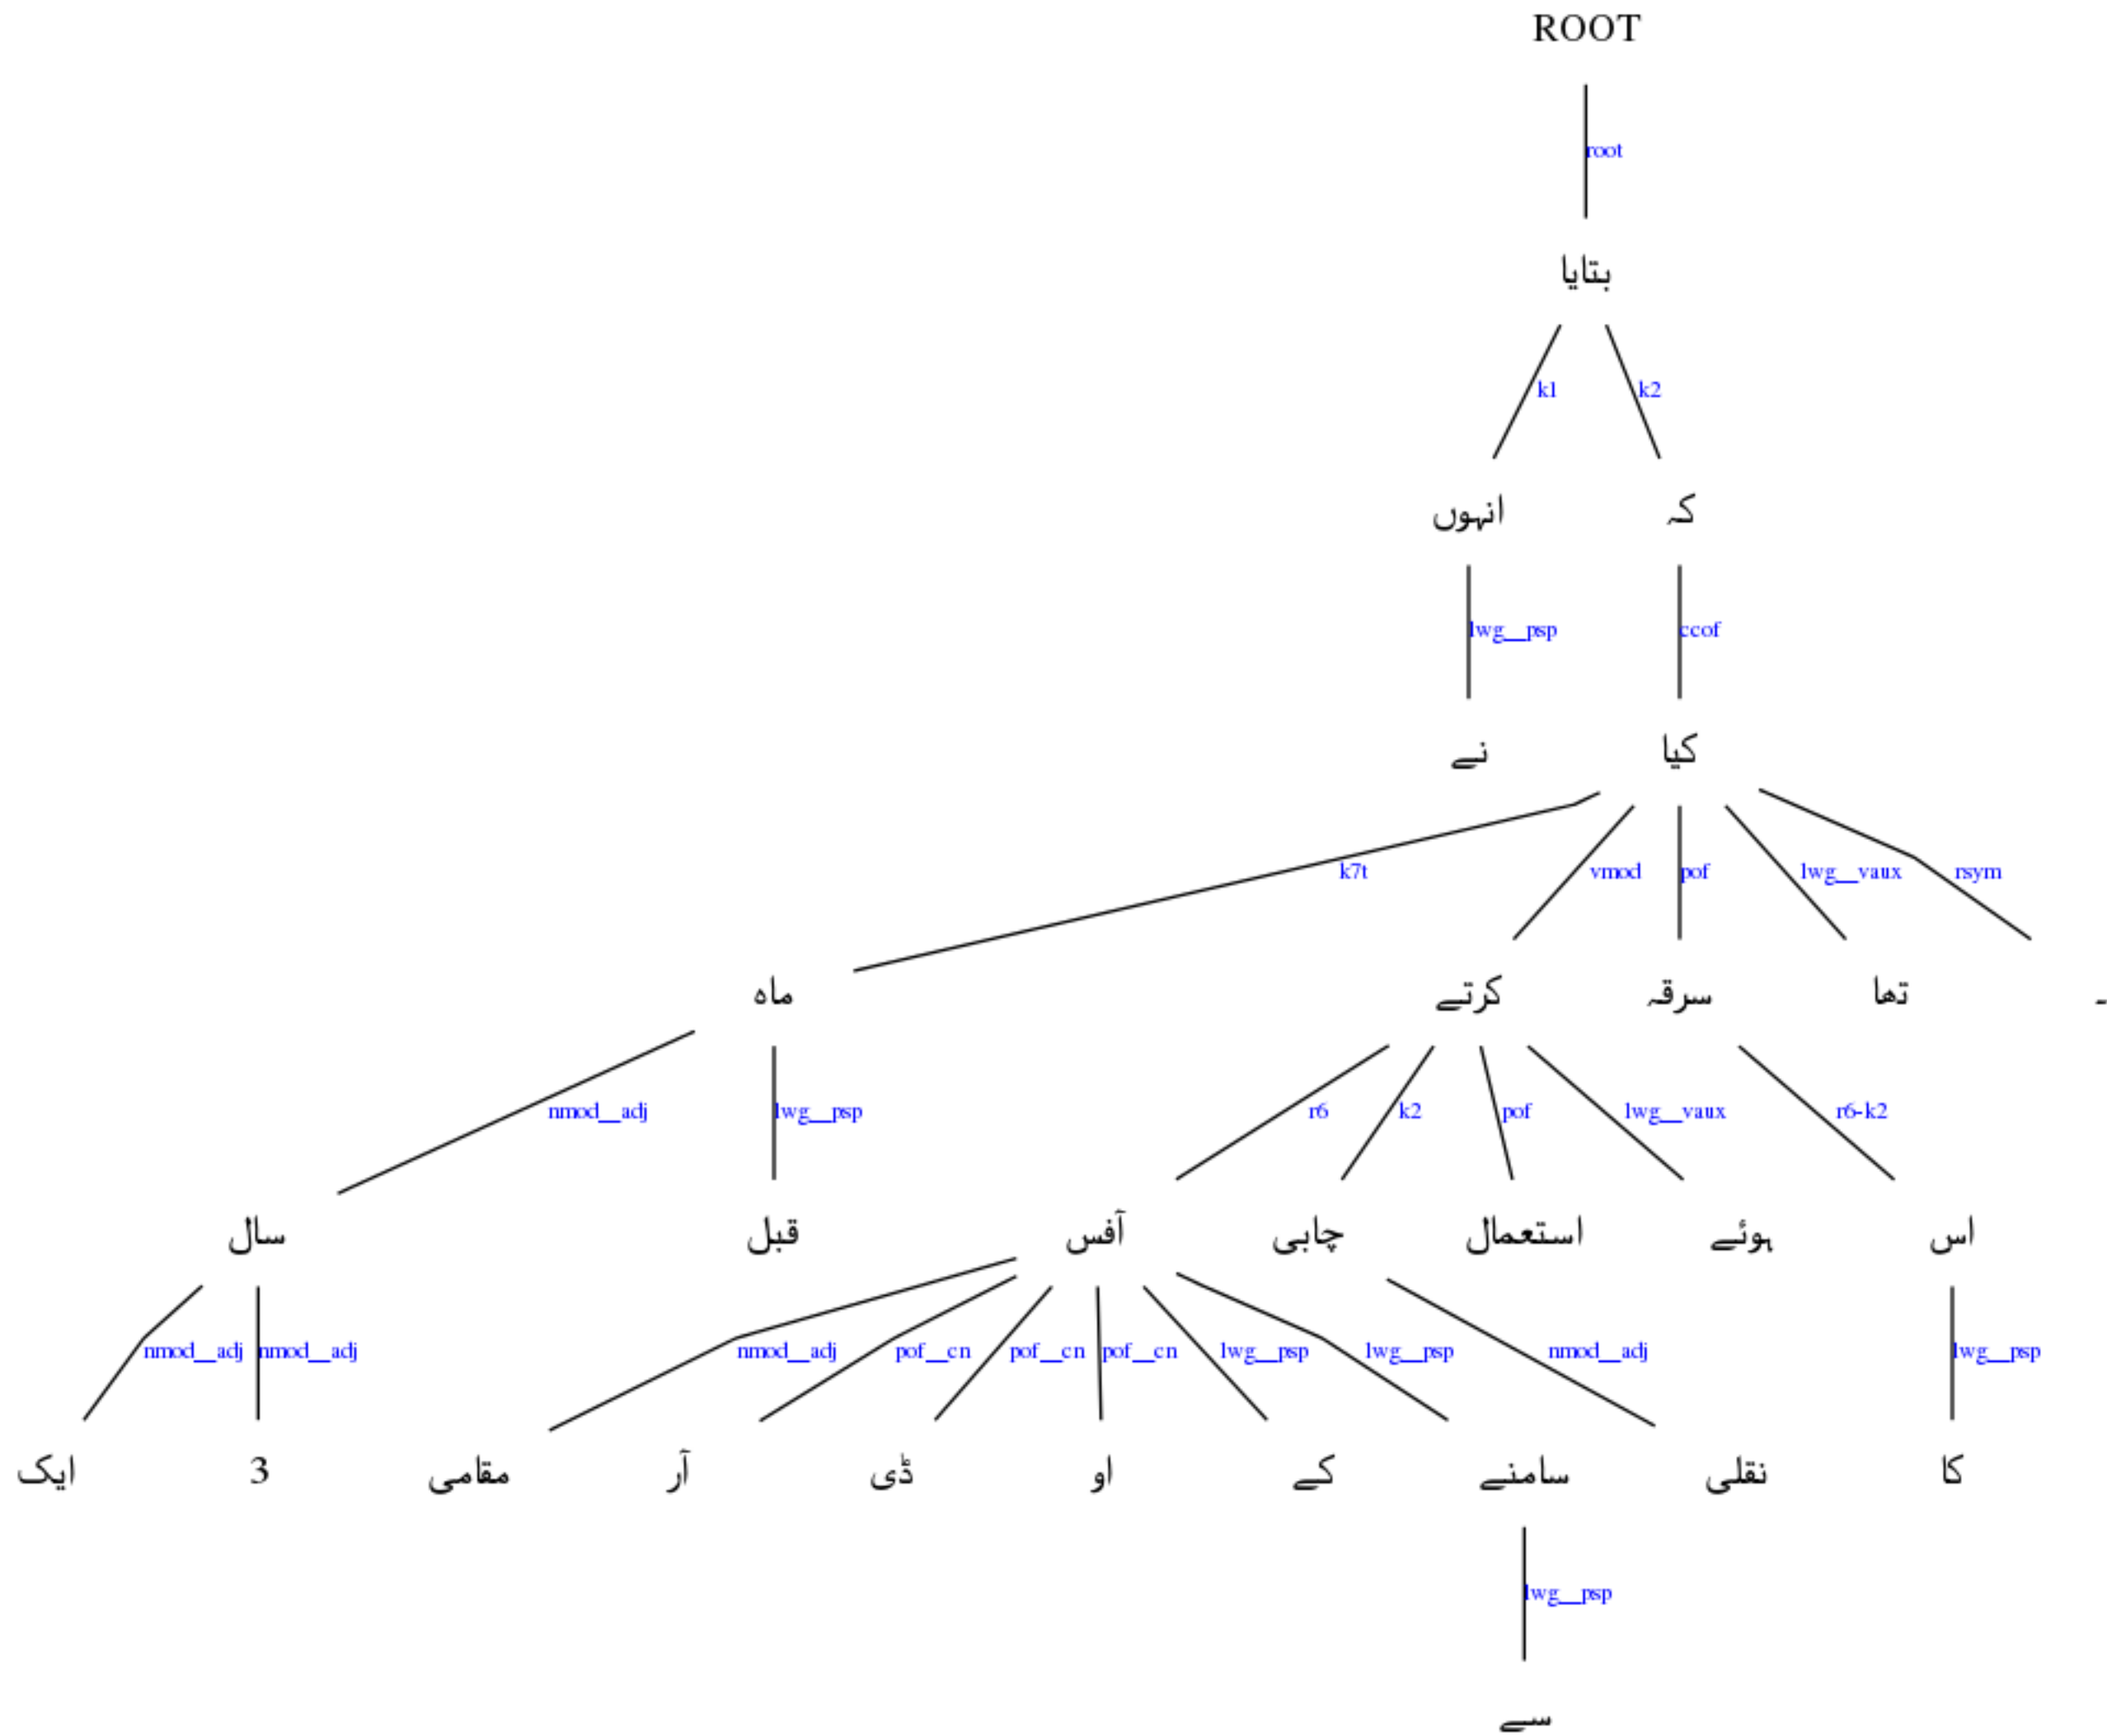 ROOT
root
بتایا
k1 k2
انہوں کہ
lwg__psp ccof
نے کیا
k7t vmod pof lwg__vaux rsym
ماہ کرتے سرقہ تھا ۔
nmod__adj lwg__psp r6 k2 pof lwg__vaux r6-k2
سال قبل آفس چابی استعمال ہوئے اس
nmod__adj nmod__adj nmod__adj pof__cn pof__cn pof__cn lwg__psp lwg__psp nmod__adj lwg__psp
ایک 3 مقامی آر ڈی او کے سامنے نقلی کا
lwg__psp
سے